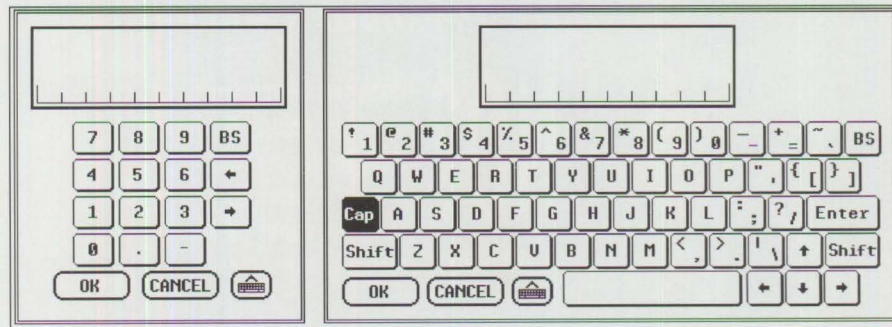 7 8 9 BS
4 5 6 ←
1 2 3 →
0 . -
OK CANCEL
! 1 @ 2 # 3 $ 4 % 5 ^ 6 & 7 * 8 ( 9 ) 0 — _ + = ~ ` BS
Q W E R T Y U I O P " , { [ } ]
Cap A S D F G H J K L : ; ? / Enter
Shift Z X C V B N M < , > . | \ ↑ Shift
OK CANCEL ← ↓ →